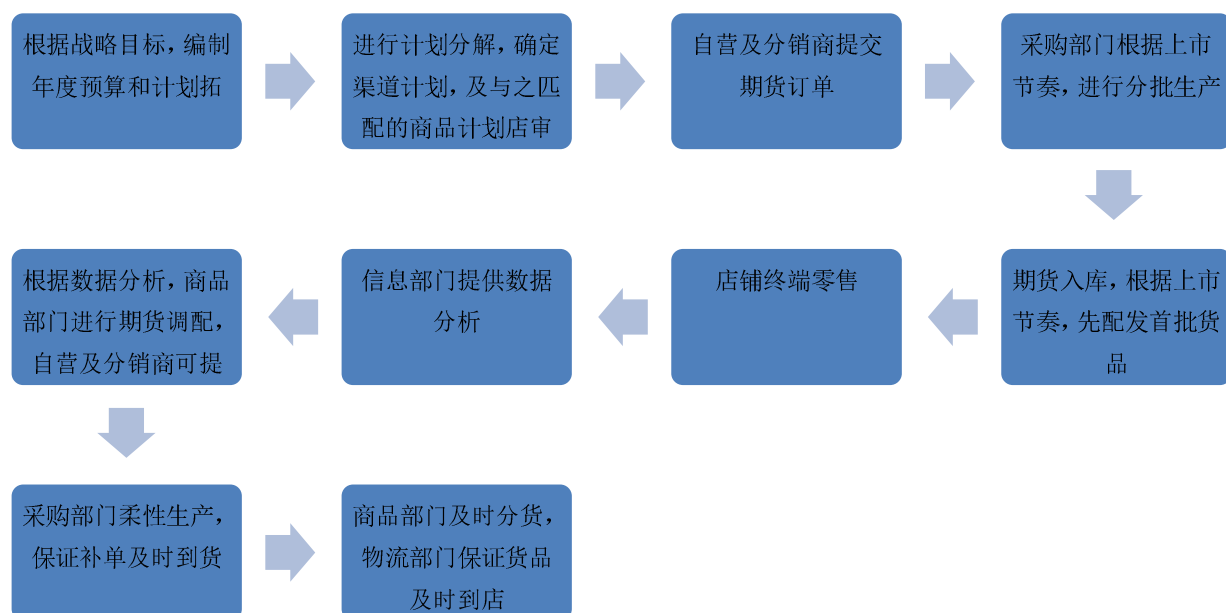 根据战略目标，编制
年度预算和计划拓
进行计划分解，确定
渠道计划，及与之匹
配的商品计划店审
自营及分销商提交
期货订单
采购部门根据上市
节奏，进行分批生产
期货入库，根据上市
节奏，先配发首批货
品
店铺终端零售
信息部门提供数据
分析
根据数据分析，商品
部门进行期货调配，
自营及分销商可提
采购部门柔性生产，
保证补单及时到货
商品部门及时分货，
物流部门保证货品
及时到店